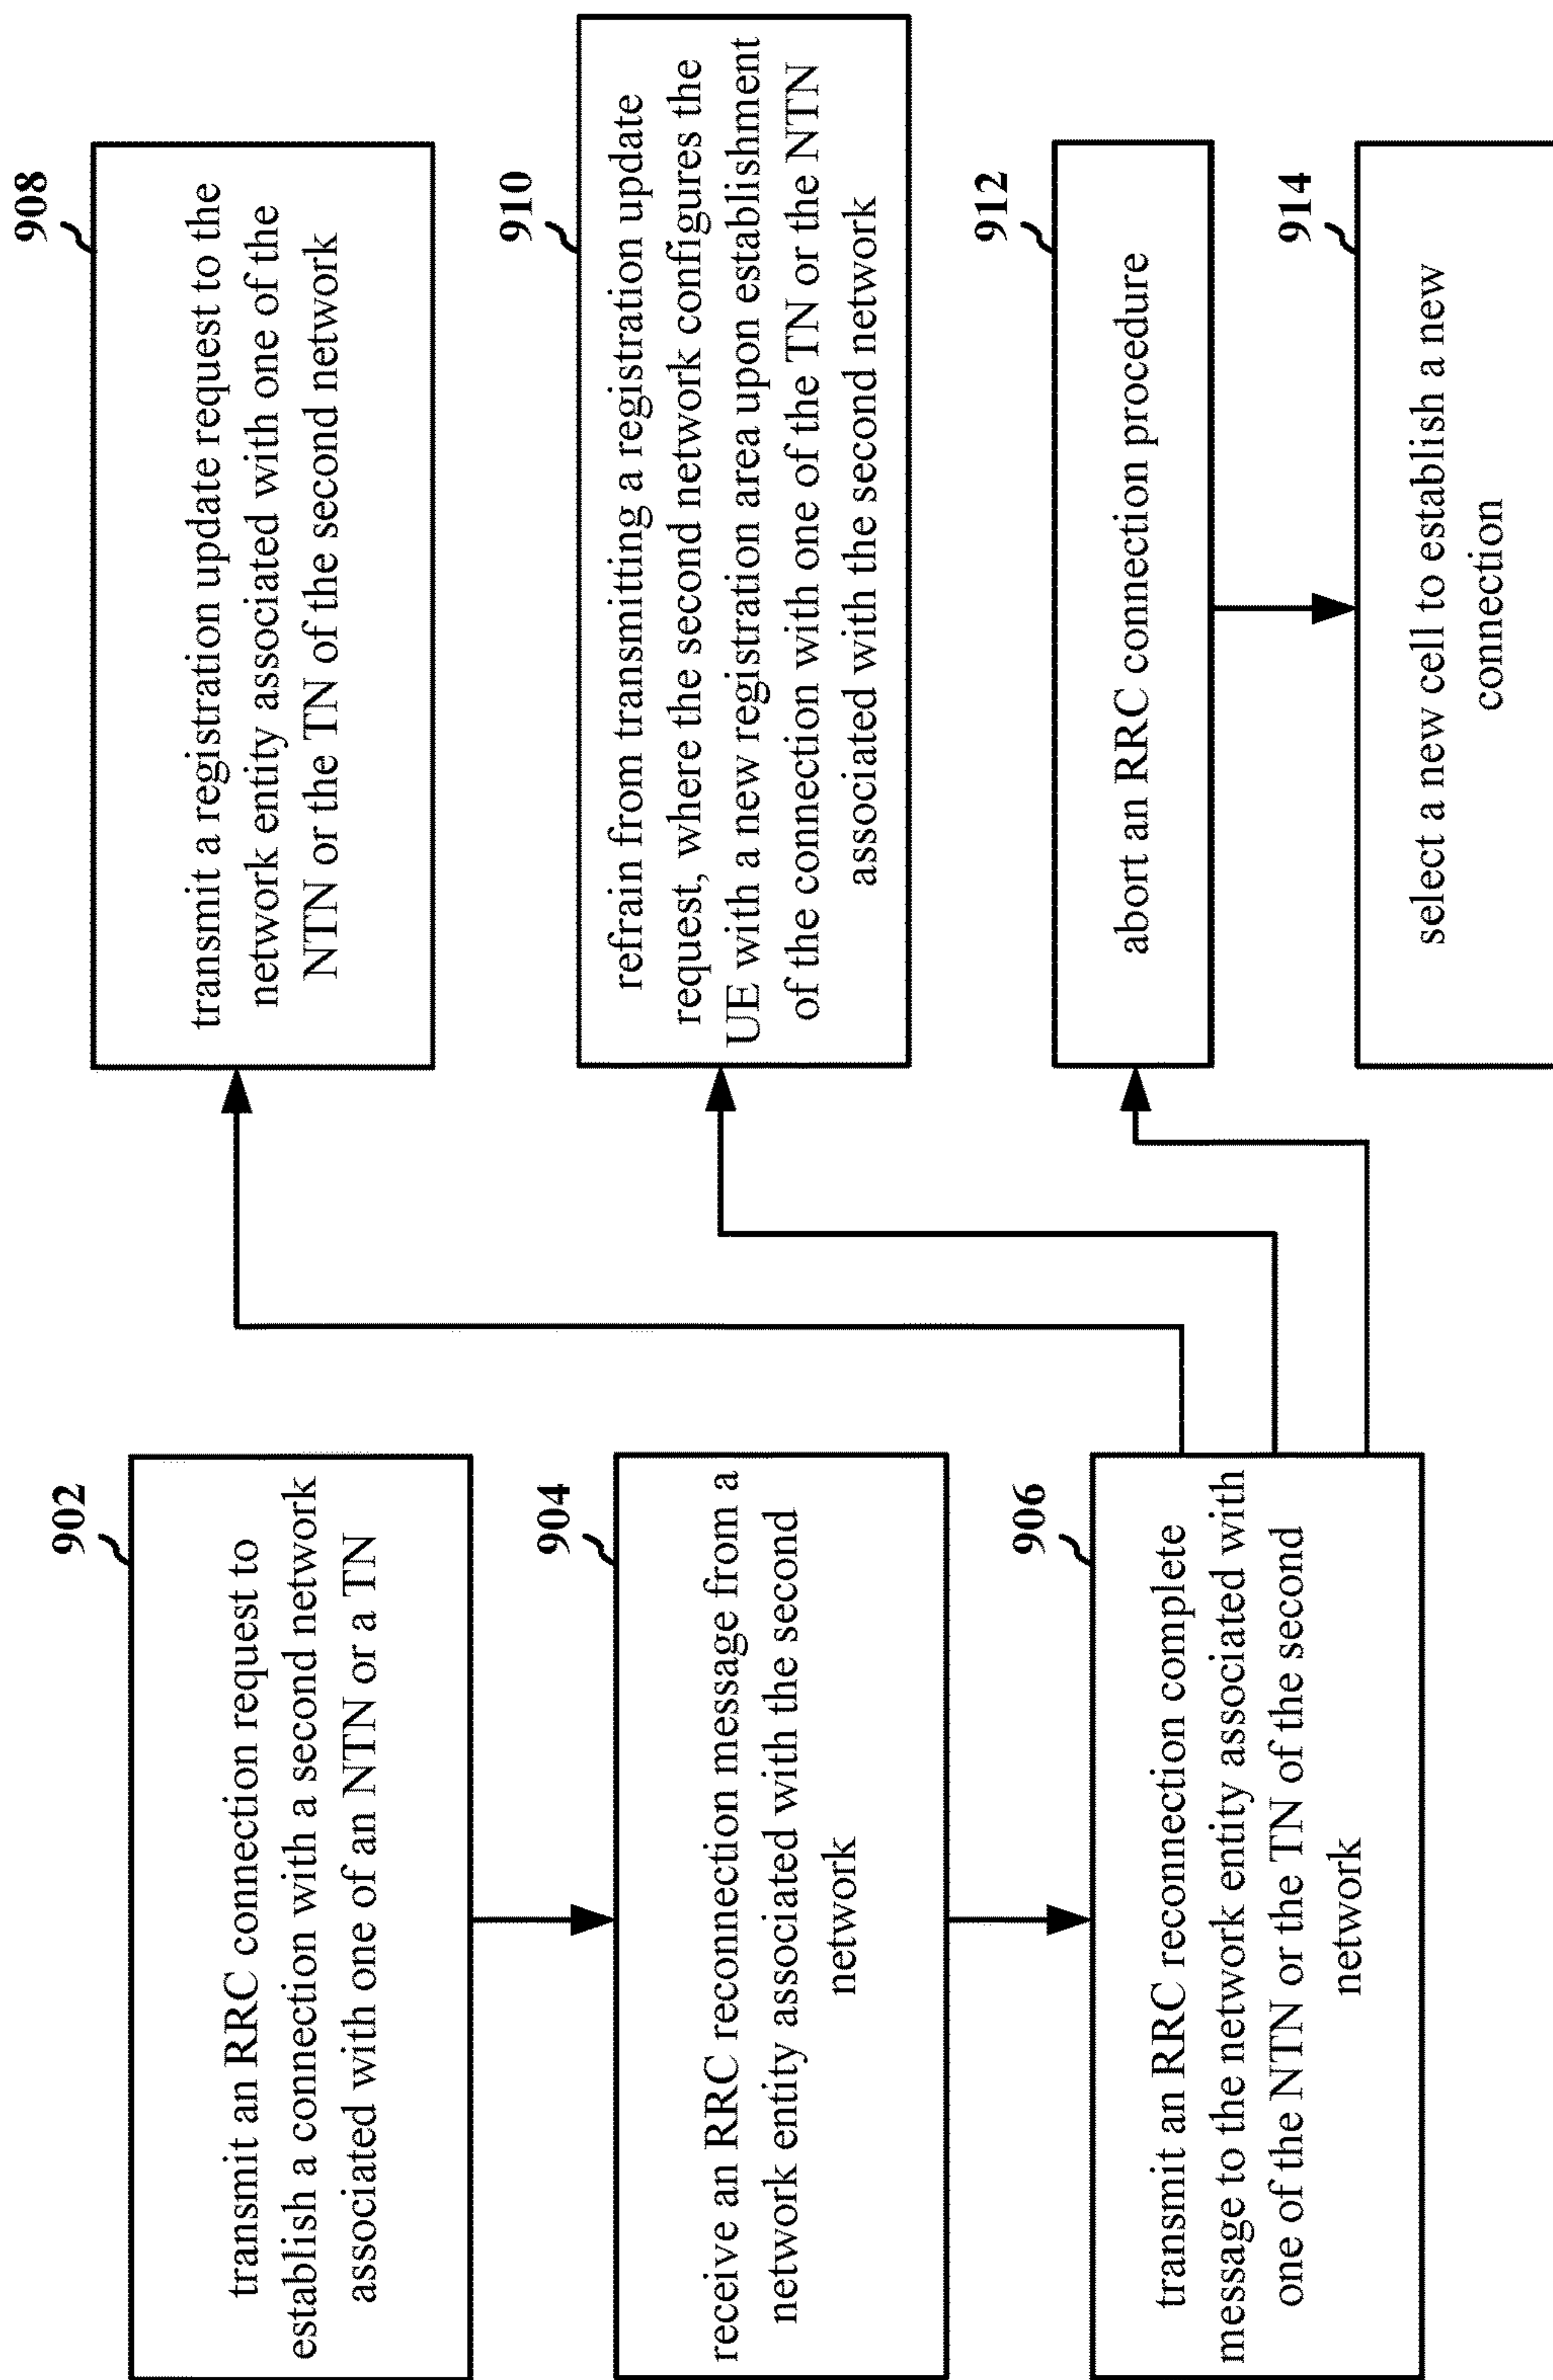 902
transmit an RRC connection request to
establish a connection with a second network
associated with one of an NTN or a TN
904
receive an RRC reconnection message from a
network entity associated with the second
network
906
transmit an RRC reconnection complete
message to the network entity associated with
one of the NTN or the TN of the second
network
908
transmit a registration update request to the
network entity associated with one of the
NTN or the TN of the second network
910
refrain from transmitting a registration update
request, where the second network configures the
UE with a new registration area upon establishment
of the connection with one of the TN or the NTN
associated with the second network
912
abort an RRC connection procedure
914
select a new cell to establish a new
connection